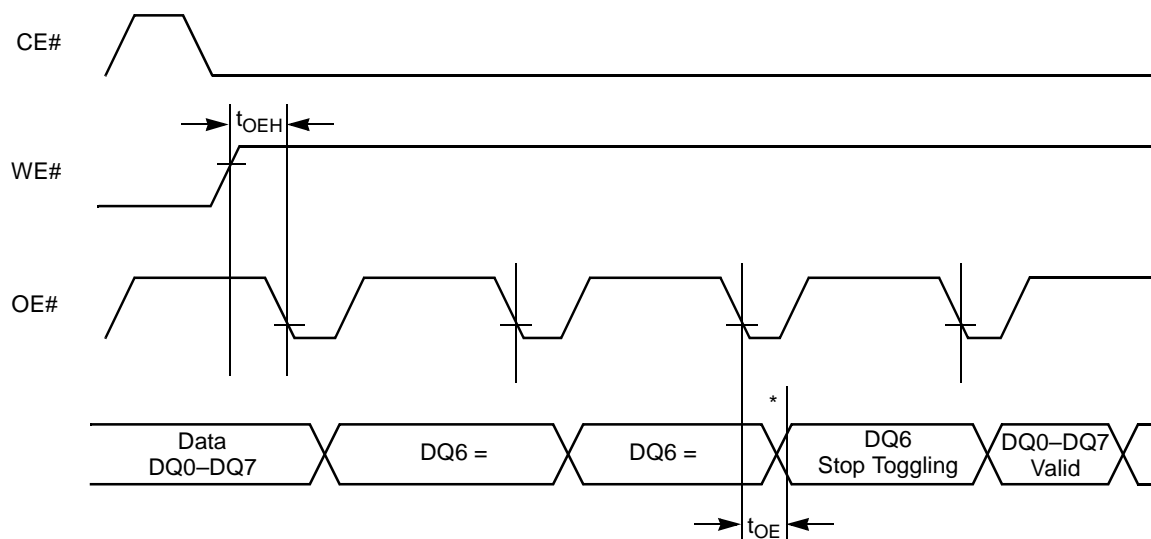 CE#
tOEH
WE#
OE#
*
Data
DQ0–DQ7
DQ6 =
DQ6 =
DQ6
Stop Toggling
DQ0–DQ7
Valid
tOE